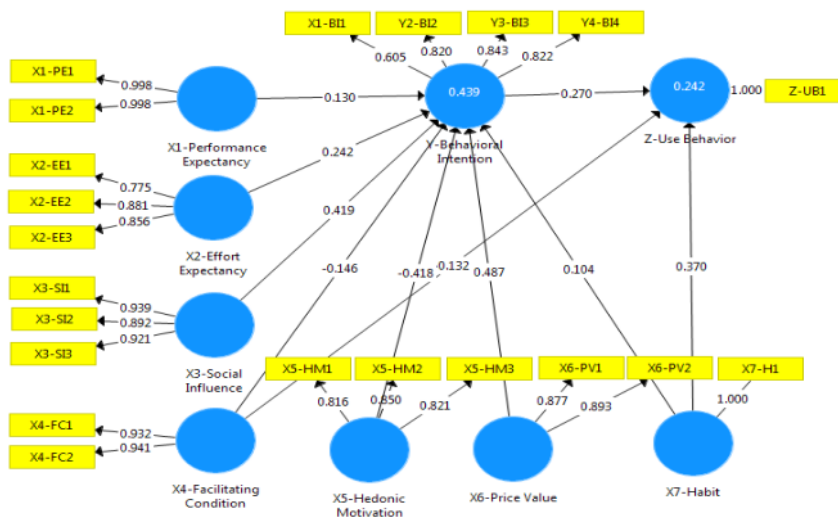 X1-BI1
Y2-BI2
Y3-BI3
Y4-BI4
0.605
0.820
0.843
0.822
X1-PE1
X1-PE2
0.998
0.998
X1-Performance
Expectancy
0.130
0.439
Y-Behavioral
Intention
0.270
0.242
Z-Use Behavior
1.000
Z-UB1
X2-EE1
X2-EE2
X2-EE3
0.775
0.881
0.856
X2-Effort
Expectancy
0.242
0.419
X3-SI1
X3-SI2
X3-SI3
0.939
0.892
0.921
X3-Social
Influence
-0.146
-0.418
-0.132
0.487
0.104
0.370
X4-FC1
X4-FC2
0.932
0.941
X4-Facilitating
Condition
X5-HM1
X5-HM2
X5-HM3
0.816
0.850
0.821
X5-Hedonic
Motivation
X6-PV1
X6-PV2
0.877
0.893
X6-Price Value
X7-H1
1.000
X7-Habit